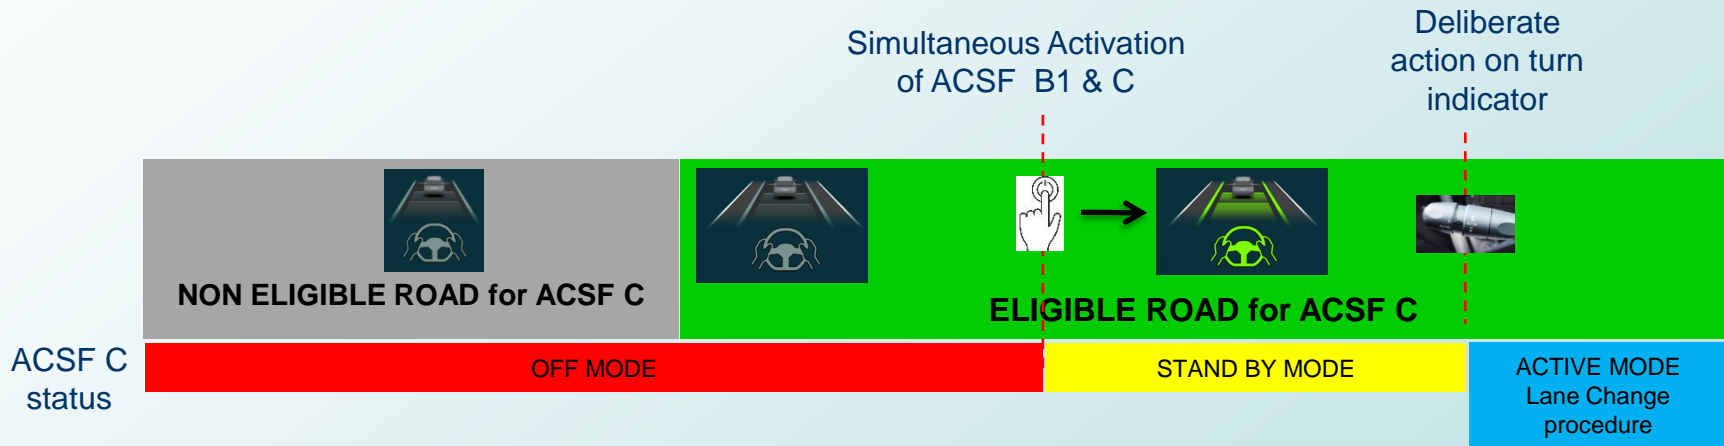 Simultaneous Activation
of ACSF B1 & C
Deliberate
action on turn
indicator
NON ELIGIBLE ROAD for ACSF C
ELIGIBLE ROAD for ACSF C
ACSF C
status
OFF MODE
STAND BY MODE
ACTIVE MODE
Lane Change
procedure